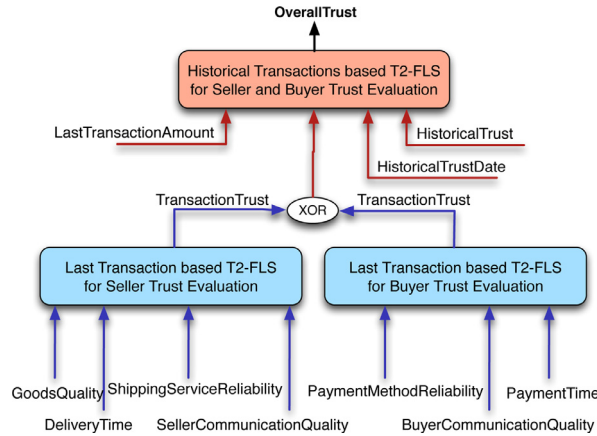 OverallTrust
Historical Transactions based T2-FLS
for Seller and Buyer Trust Evaluation
LastTransactionAmount
HistoricalTrust
HistoricalTrustDate
TransactionTrust
XOR
TransactionTrust
Last Transaction based T2-FLS
for Seller Trust Evaluation
Last Transaction based T2-FLS
for Buyer Trust Evaluation
GoodsQuality
ShippingServiceReliability
PaymentMethodReliability
PaymentTime
DeliveryTime
SellerCommunicationQuality
BuyerCommunicationQuality